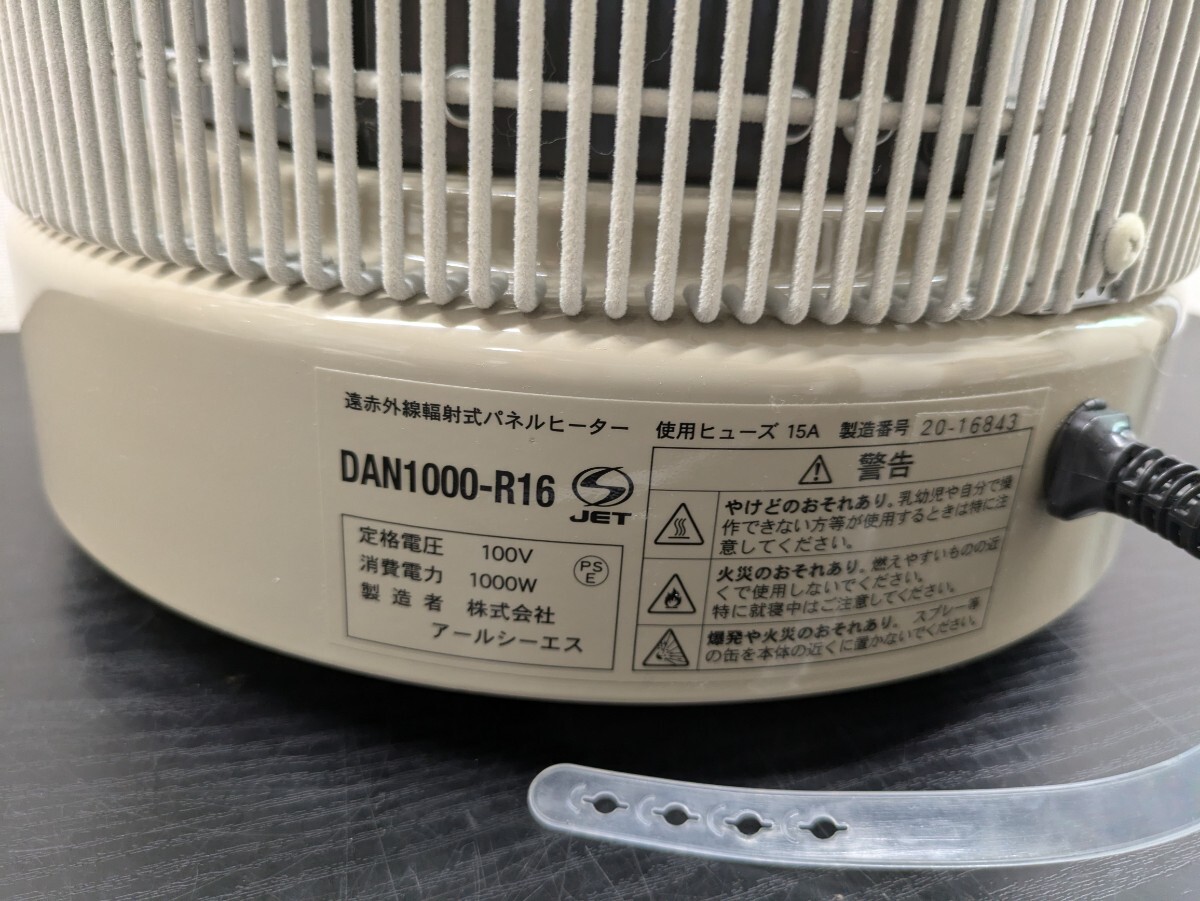 遠赤外線輻射式パネルヒーター
DAN1000-R16
S JET
定格電圧 100V
消費電力 1000W
製造者 株式会社
アールシーエス
PS
E
使用ヒューズ 15A 製造番号 20-16843
警告
やけどのおそれあり。乳幼児や自分で操
作できない方等が使用するときは特に注
意してください。
火災のおそれあり。燃えやすいものの近
くで使用しないでください。
特に就寝中はご注意してください。
爆発や火災のおそれあり。 スプレー等
の缶を本体の近くに置かないでください。